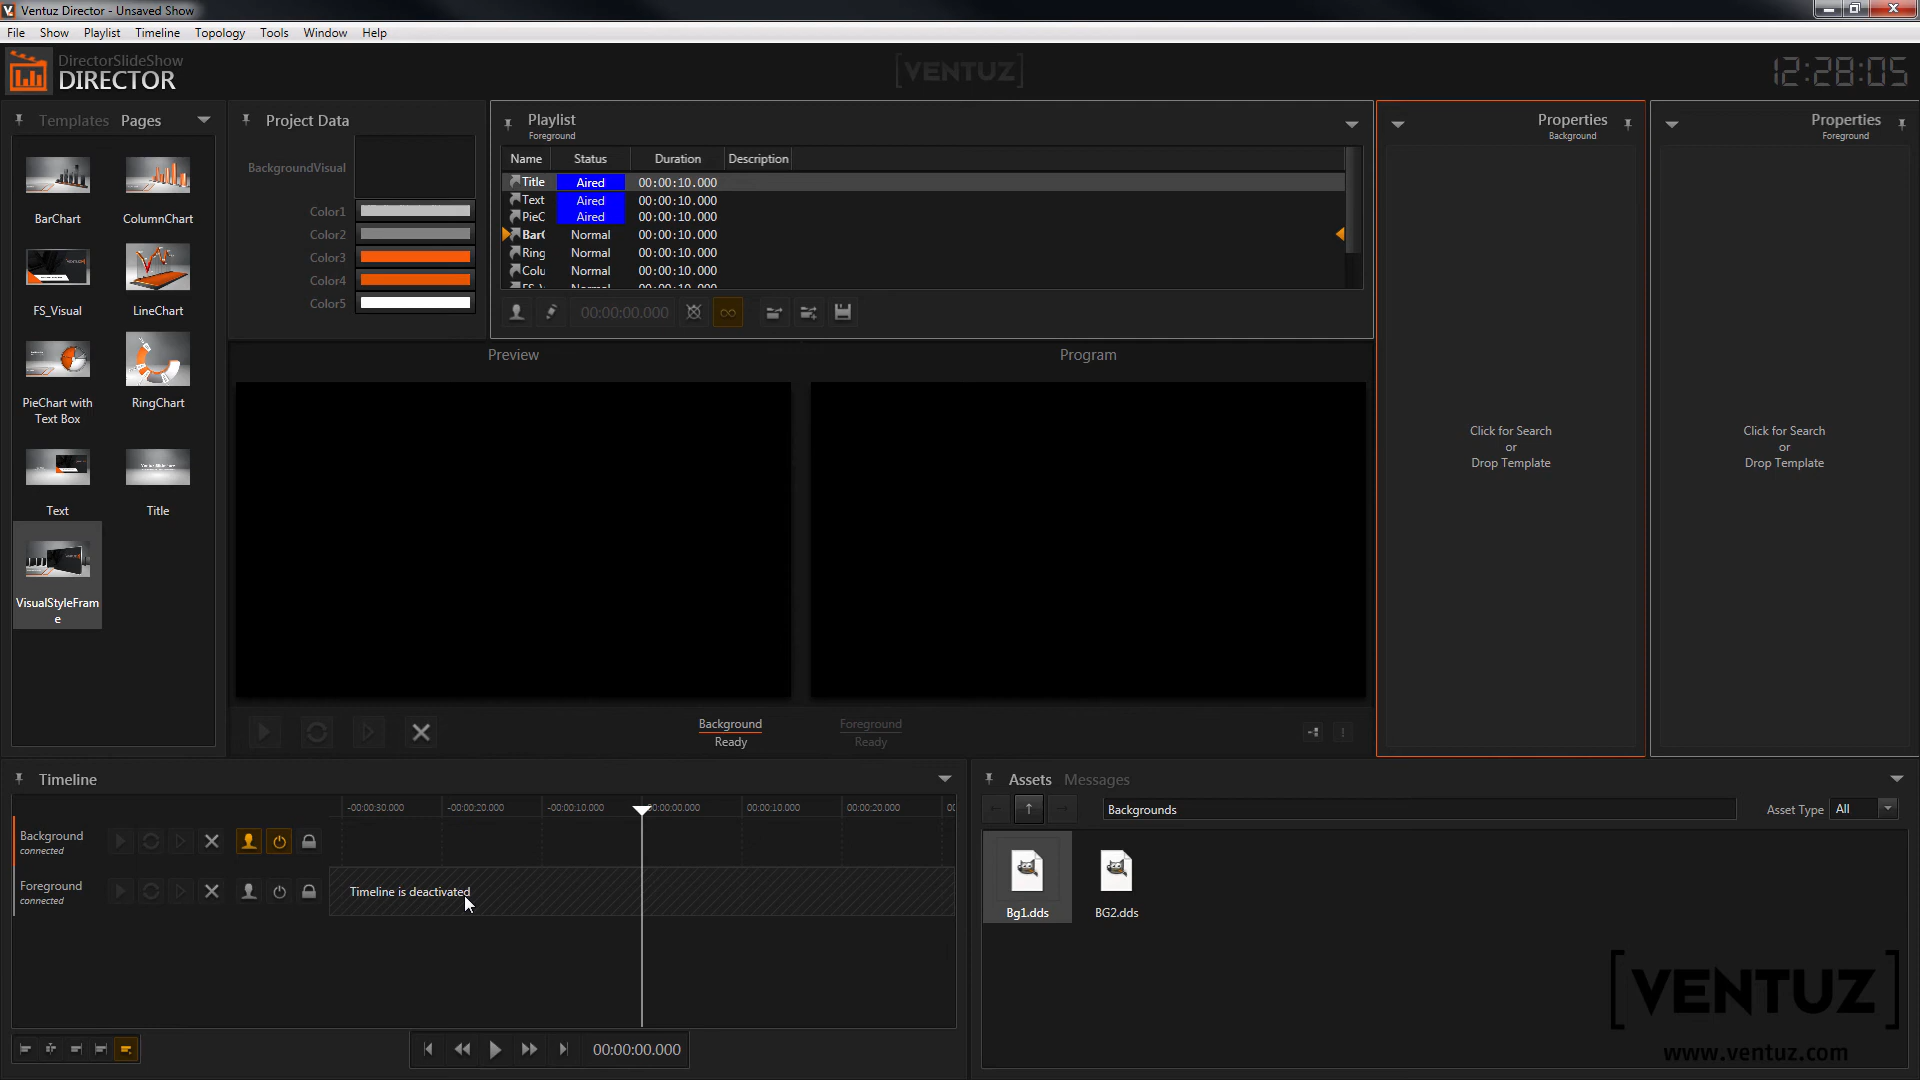 Ventuz Director - Unsaved Show
File Show Playlist Timeline Topology Tools Window Help
DirectorSlideShow
DIRECTOR
[VENTUZ]
12:28:05
Templates Pages
BarChart ColumnChart
FS_Visual LineChart
PieChart with
Text Box
RingChart
Text Title
VisualStyleFram
e
Project Data
BackgroundVisual
Color1
Color2
Color3
Color4
Color5
Playlist
Foreground
Name Status Duration Description
Title Aired 00:00:10.000
Text Aired 00:00:10.000
PieC Aired 00:00:10.000
Bar Normal 00:00:10.000
Ring Normal 00:00:10.000
Colu Normal 00:00:10.000
00:00:00.000
Preview
Program
Background
Ready
Foreground
Ready
Properties
Background
Click for Search
or
Drop Template
Properties
Foreground
Click for Search
or
Drop Template
Timeline
-00:00:30.000 -00:00:20.000 -00:00:10.000 00:00:00.000 00:00:10.000 00:00:20.000 00
Background
connected
Foreground
connected
Timeline is deactivated
00:00:00.000
Assets Messages
Backgrounds
Asset Type All
Bg1.dds BG2.dds
[VENTUZ]
www.ventuz.com